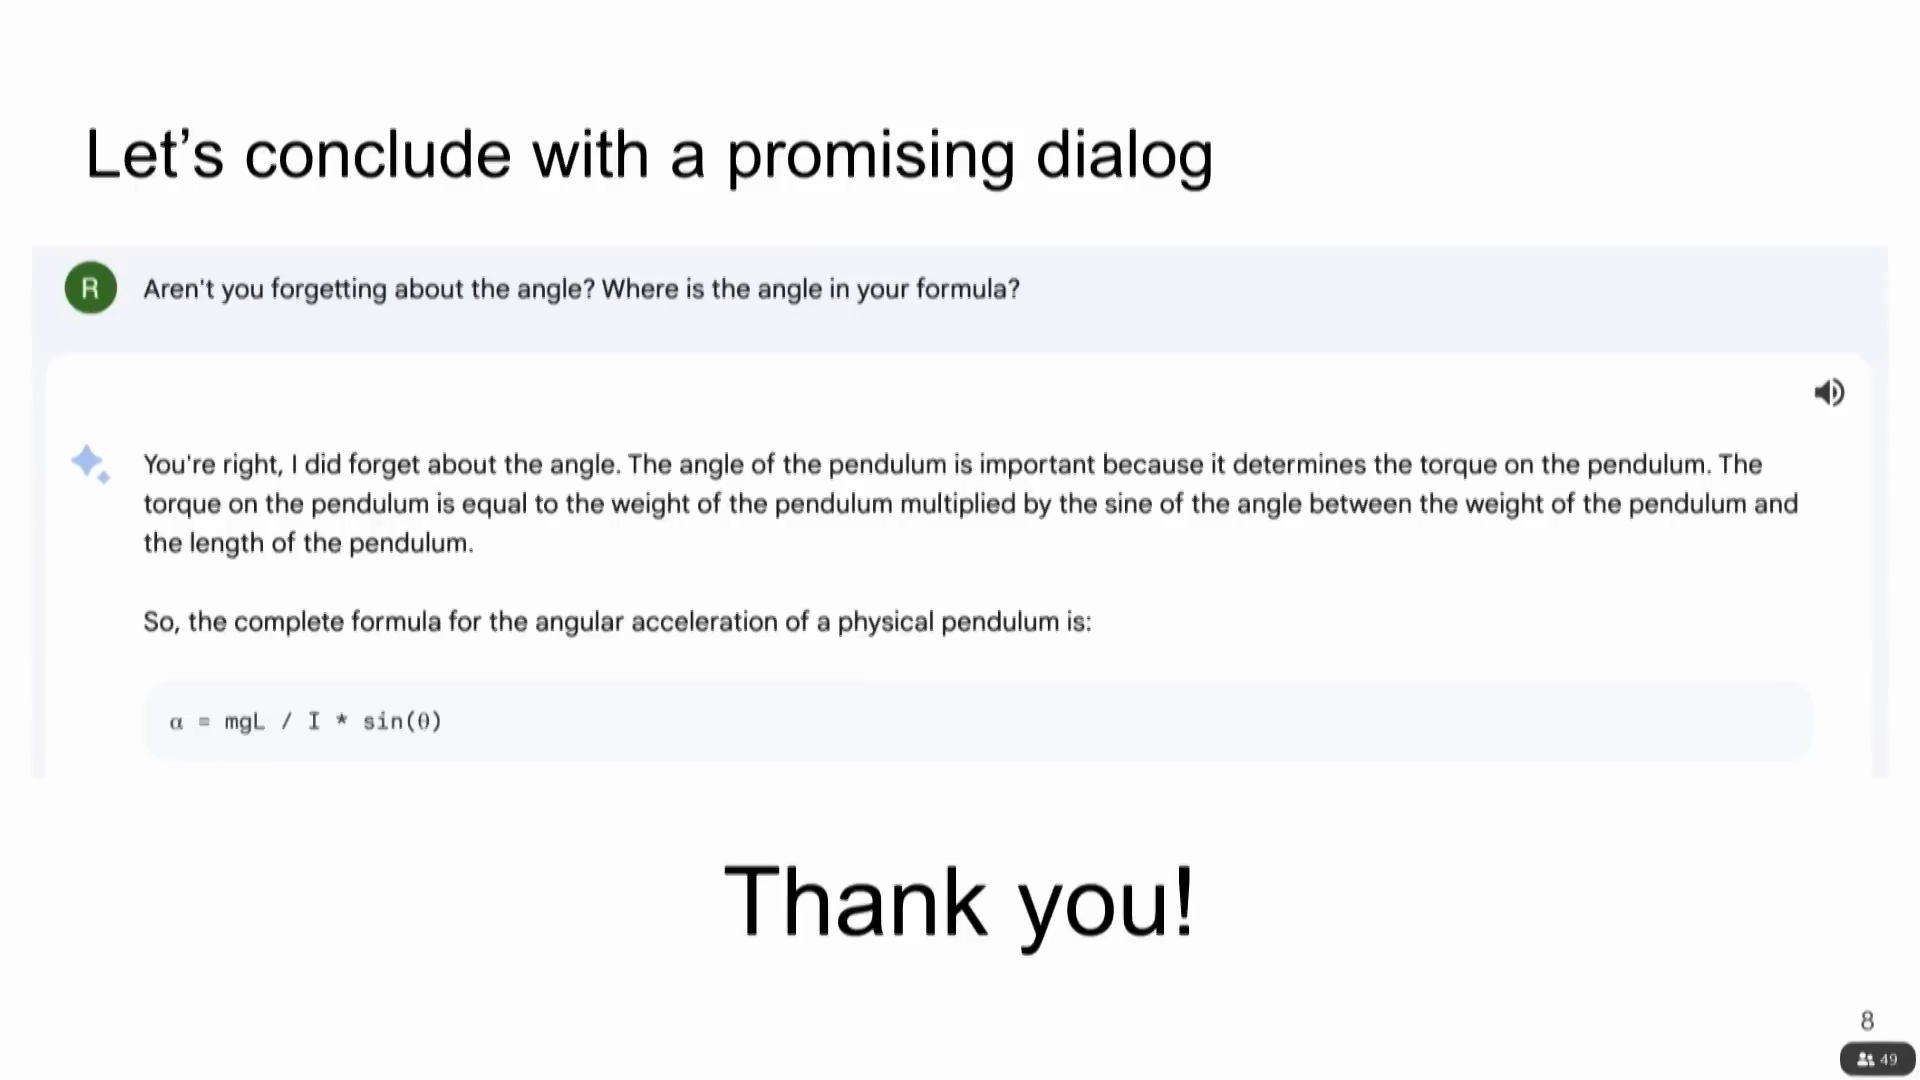 Let’s conclude with a promising dialog
R
Aren't you forgetting about the angle? Where is the angle in your formula?
You're right, I did forget about the angle. The angle of the pendulum is important because it determines the torque on the pendulum. The
torque on the pendulum is equal to the weight of the pendulum multiplied by the sine of the angle between the weight of the pendulum and
the length of the pendulum.
So, the complete formula for the angular acceleration of a physical pendulum is:
α = mgL / I * sin(θ)
Thank you!
8
49